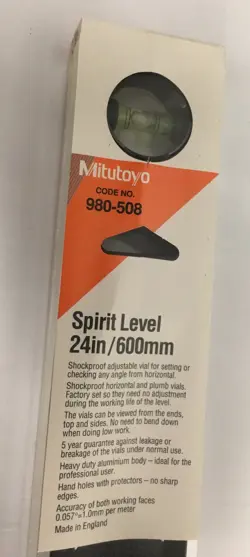 Mitutoyo
CODE NO.
980-508
Spirit Level
24in/600mm
Shockproof adjustable vial for setting or
checking any angle from horizontal.
Shockproof horizontal and plumb vials.
Factory set so they need no adjustment
during the working life of the level.
The vials can be viewed from the ends,
top and sides. No need to bend down
when doing low work.
5 year guarantee against leakage or
breakage of the vials under normal use.
Heavy duty aluminium body – ideal for the
professional user.
Hand holes with protectors – no sharp
edges.
Accuracy of both working faces
0.057°=1.0mm per meter
Made in England